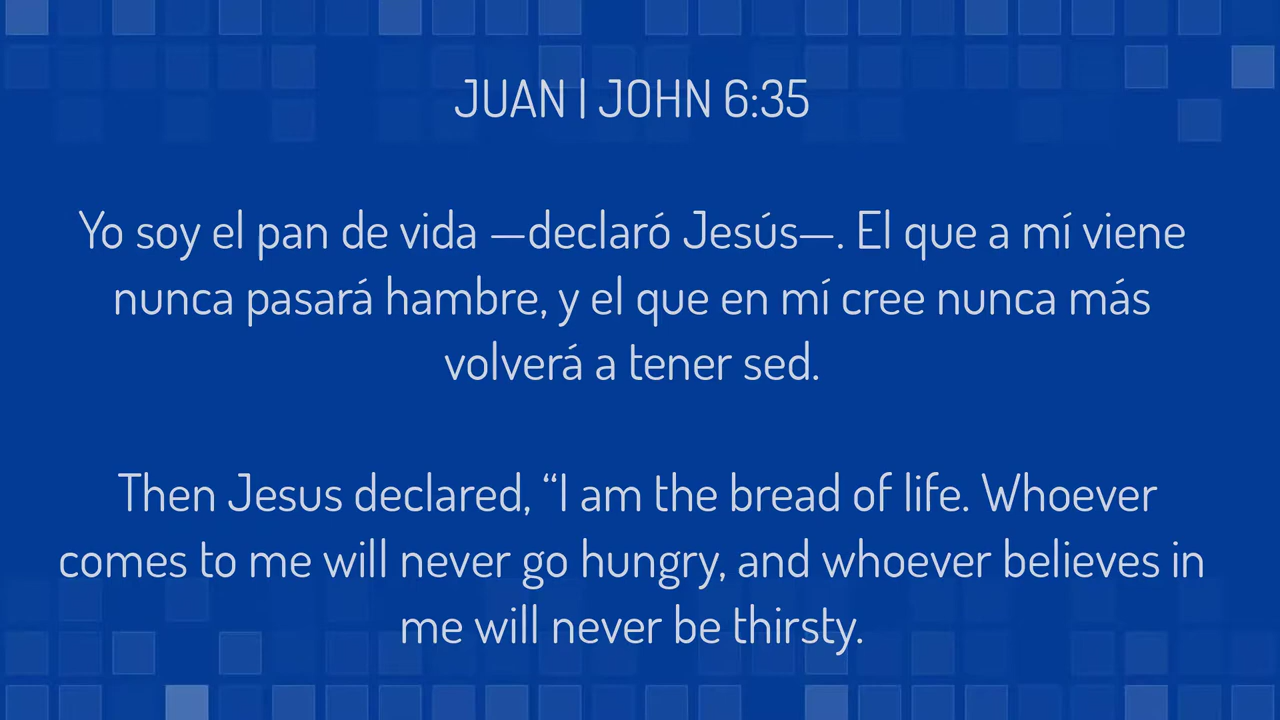 JUAN | JOHN 6:35
Yo soy el pan de vida —declaró Jesús—. El que a mí viene
nunca pasará hambre, y el que en mí cree nunca más
volverá a tener sed.
Then Jesus declared, “I am the bread of life. Whoever
comes to me will never go hungry, and whoever believes in
me will never be thirsty.